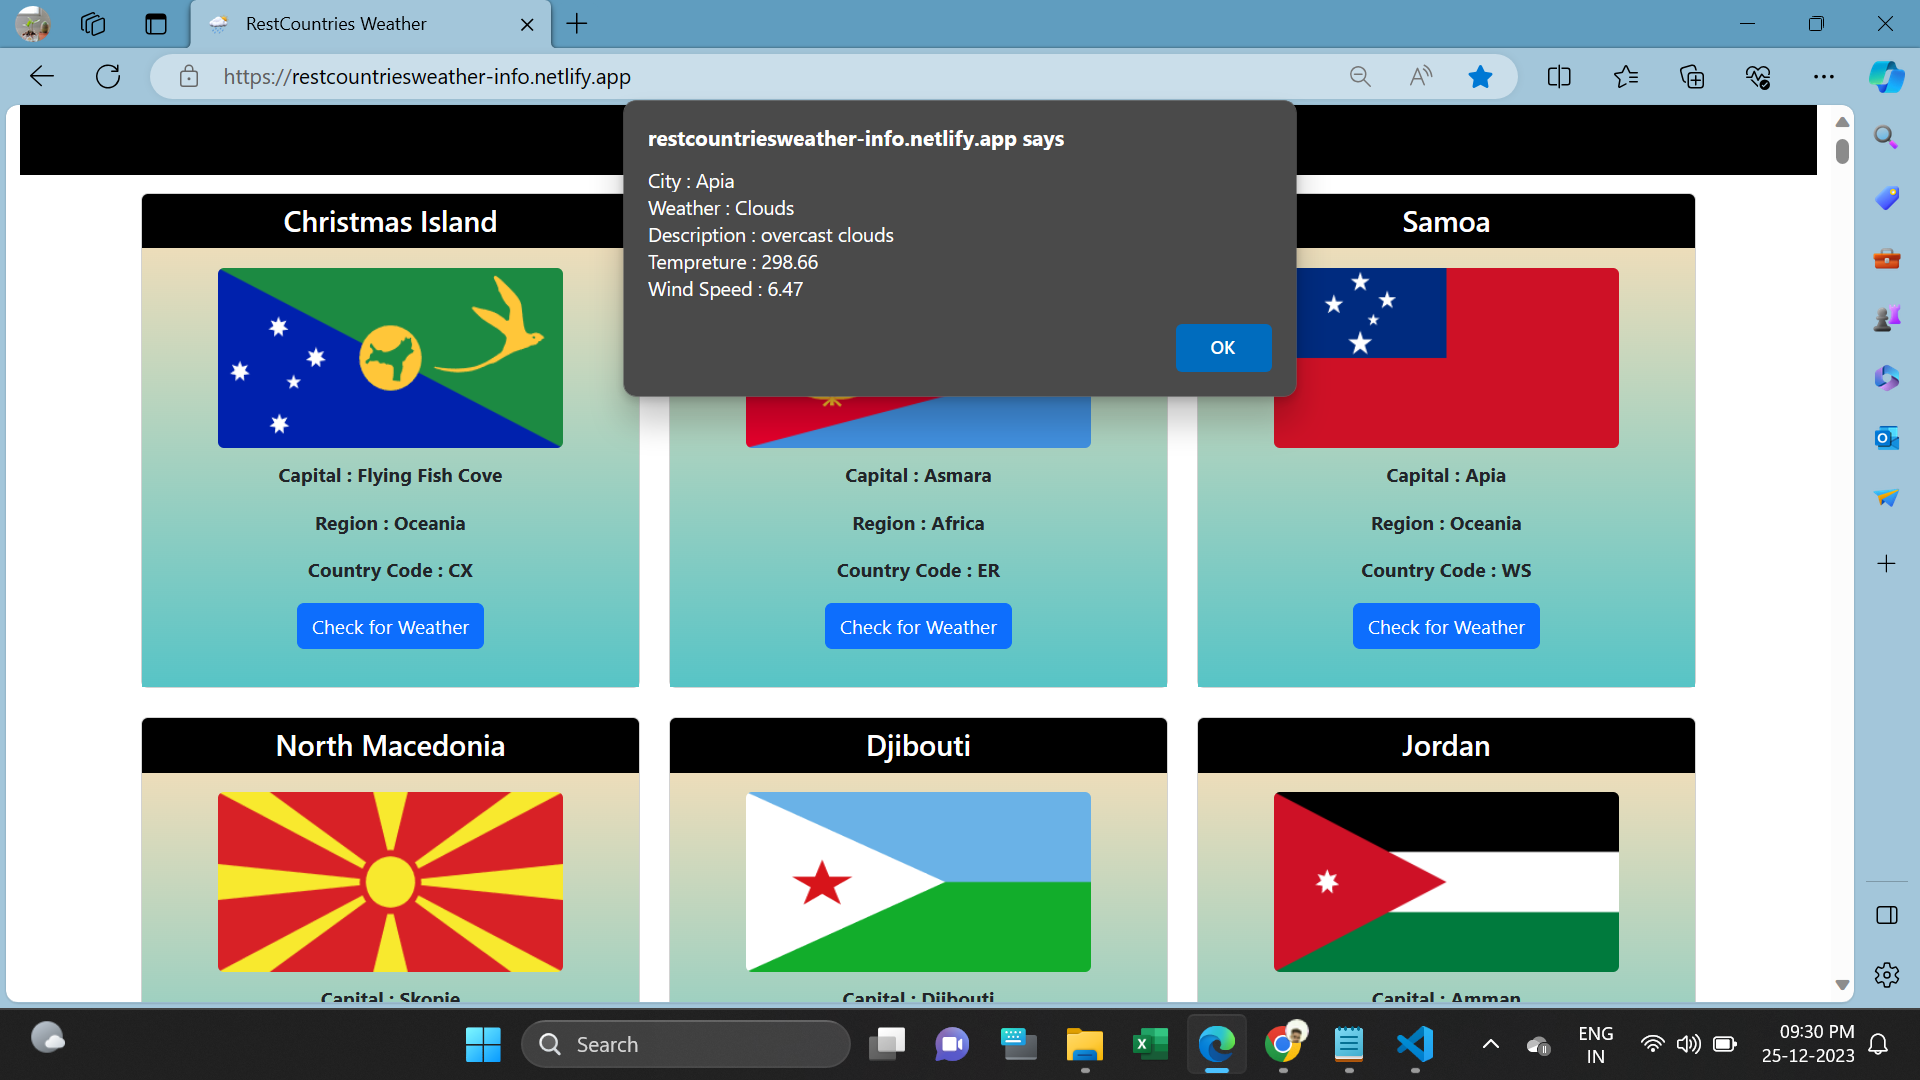 RestCountries Weather
https://restcountriesweather-info.netlify.app
restcountriesweather-info.netlify.app says
City : Apia
Weather : Clouds
Description : overcast clouds
Tempreture : 298.66
Wind Speed : 6.47
OK
Christmas Island
Capital : Flying Fish Cove
Region : Oceania
Country Code : CX
Check for Weather
Capital : Asmara
Region : Africa
Country Code : ER
Check for Weather
Samoa
Capital : Apia
Region : Oceania
Country Code : WS
Check for Weather
North Macedonia
Capital : Skopje
Djibouti
Capital : Djibouti
Jordan
Capital : Amman
Search
ENG
IN
09:30 PM
25-12-2023